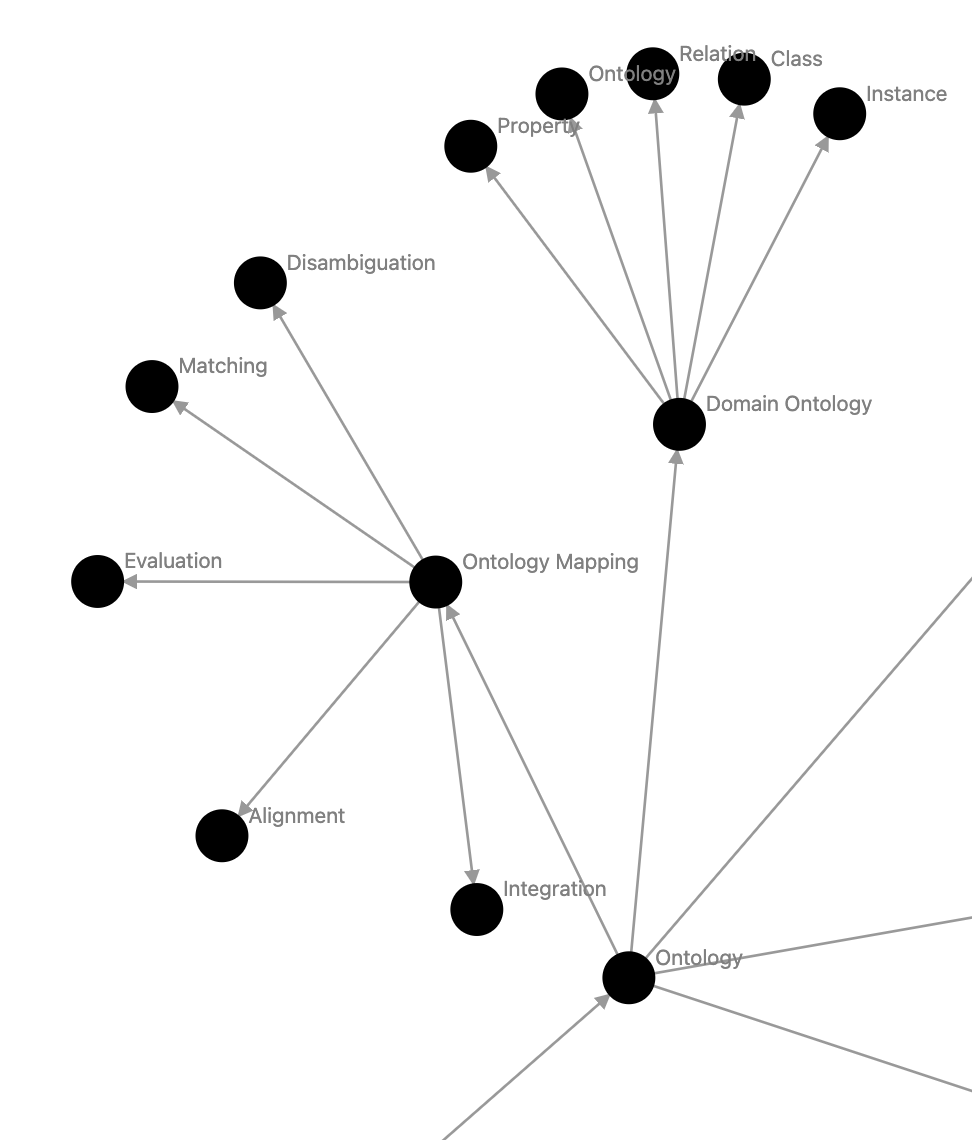 Relation
Class
Ontology
Instance
Property
Disambiguation
Matching
Domain Ontology
Evaluation
Ontology Mapping
Alignment
Integration
Ontology